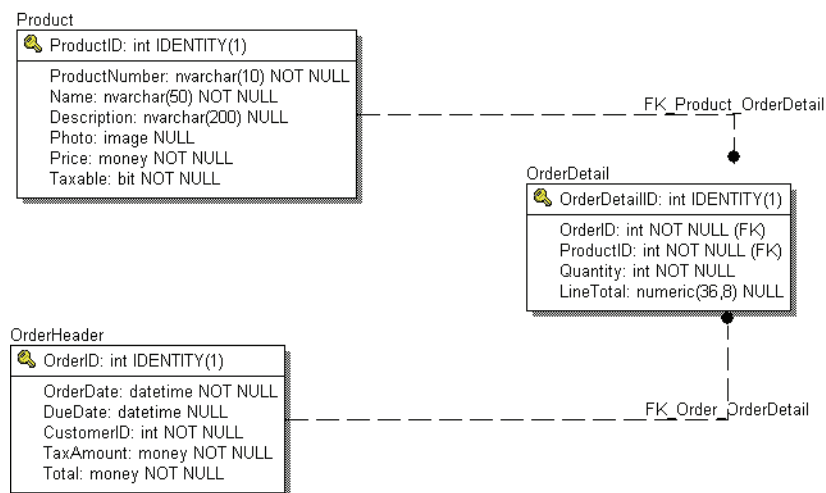 Product
ProductID: int IDENTITY(1)
ProductNumber: nvarchar(10) NOT NULL
Name: nvarchar(50) NOT NULL
Description: nvarchar(200) NULL
Photo: image NULL
Price: money NOT NULL
Taxable: bit NOT NULL
FK_Product_OrderDetail
OrderDetail
OrderDetailID: int IDENTITY(1)
OrderID: int NOT NULL (FK)
ProductID: int NOT NULL (FK)
Quantity: int NOT NULL
LineTotal: numeric(36,8) NULL
OrderHeader
OrderID: int IDENTITY(1)
OrderDate: datetime NOT NULL
DueDate: datetime NULL
CustomerID: int NOT NULL
TaxAmount: money NOT NULL
Total: money NOT NULL
FK_Order_OrderDetail